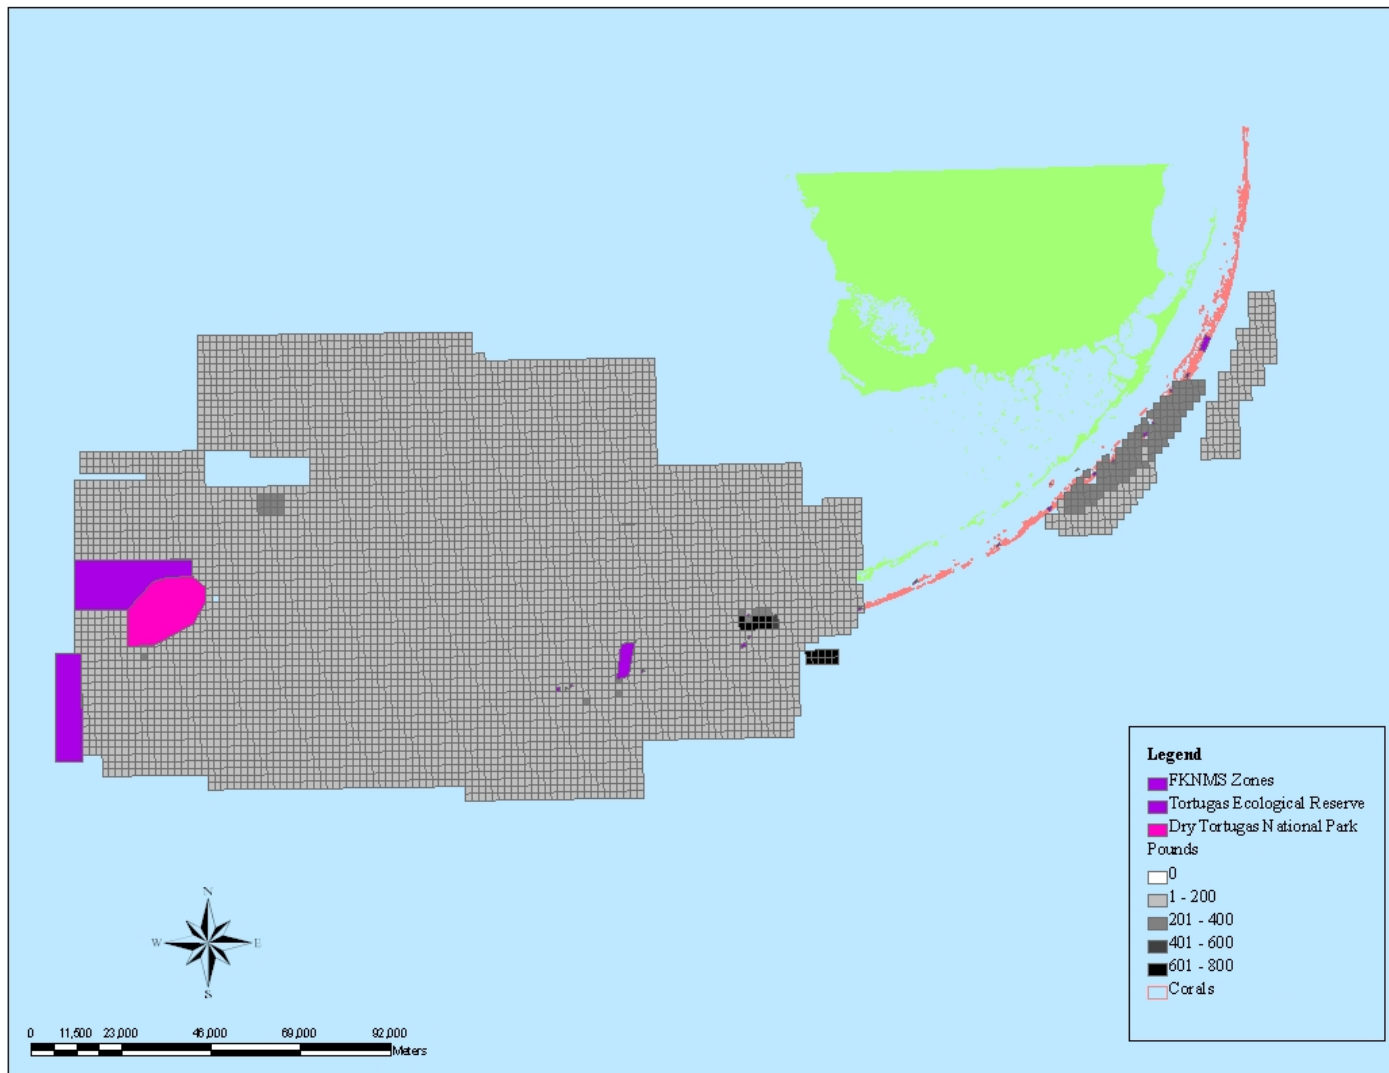 Legend
FKNMS Zones
Tortugas Ecological Reserve
Dry Tortugas National Park
Pounds
0
1 - 200
201 - 400
401 - 600
601 - 800
Corals
N
W E
S
0 11,500 23,000 46,000 69,000 92,000
Meters